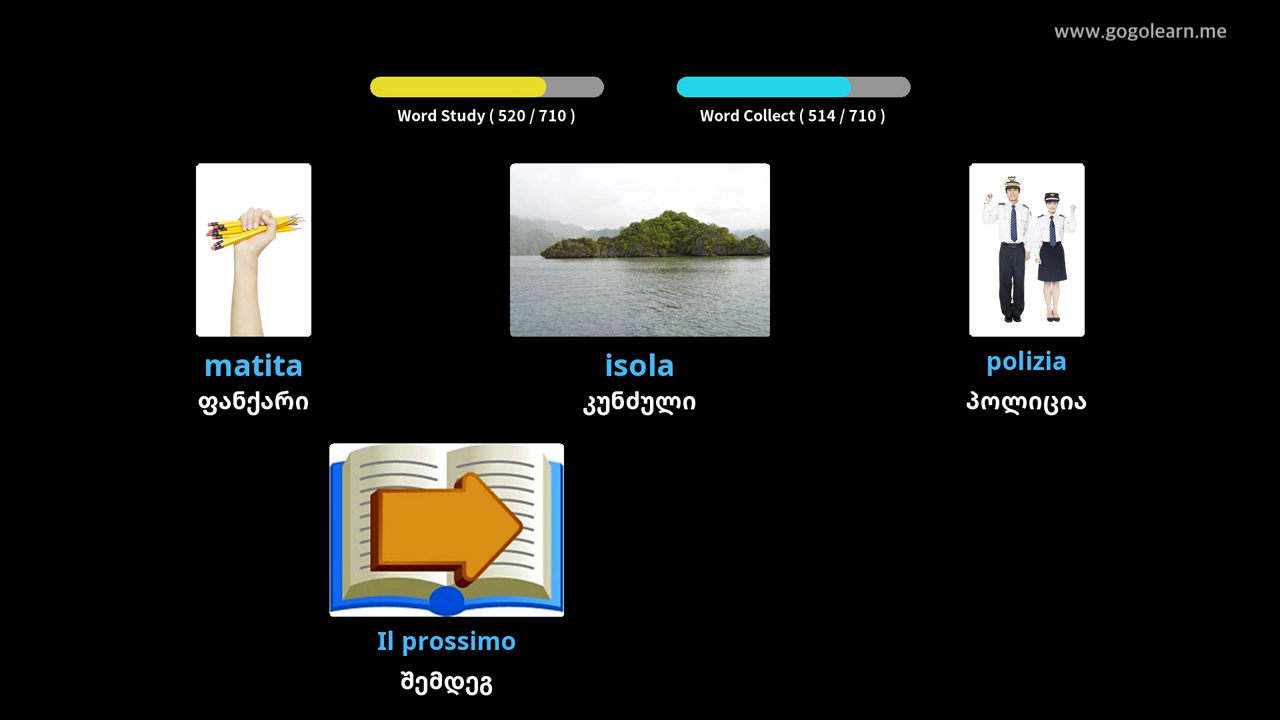 www.gogolearn.me
Word Study ( 520 / 710 )
Word Collect ( 514 / 710 )
matita
ფანქარი
isola
კუნძული
polizia
პოლიცია
Il prossimo
შემდეგ